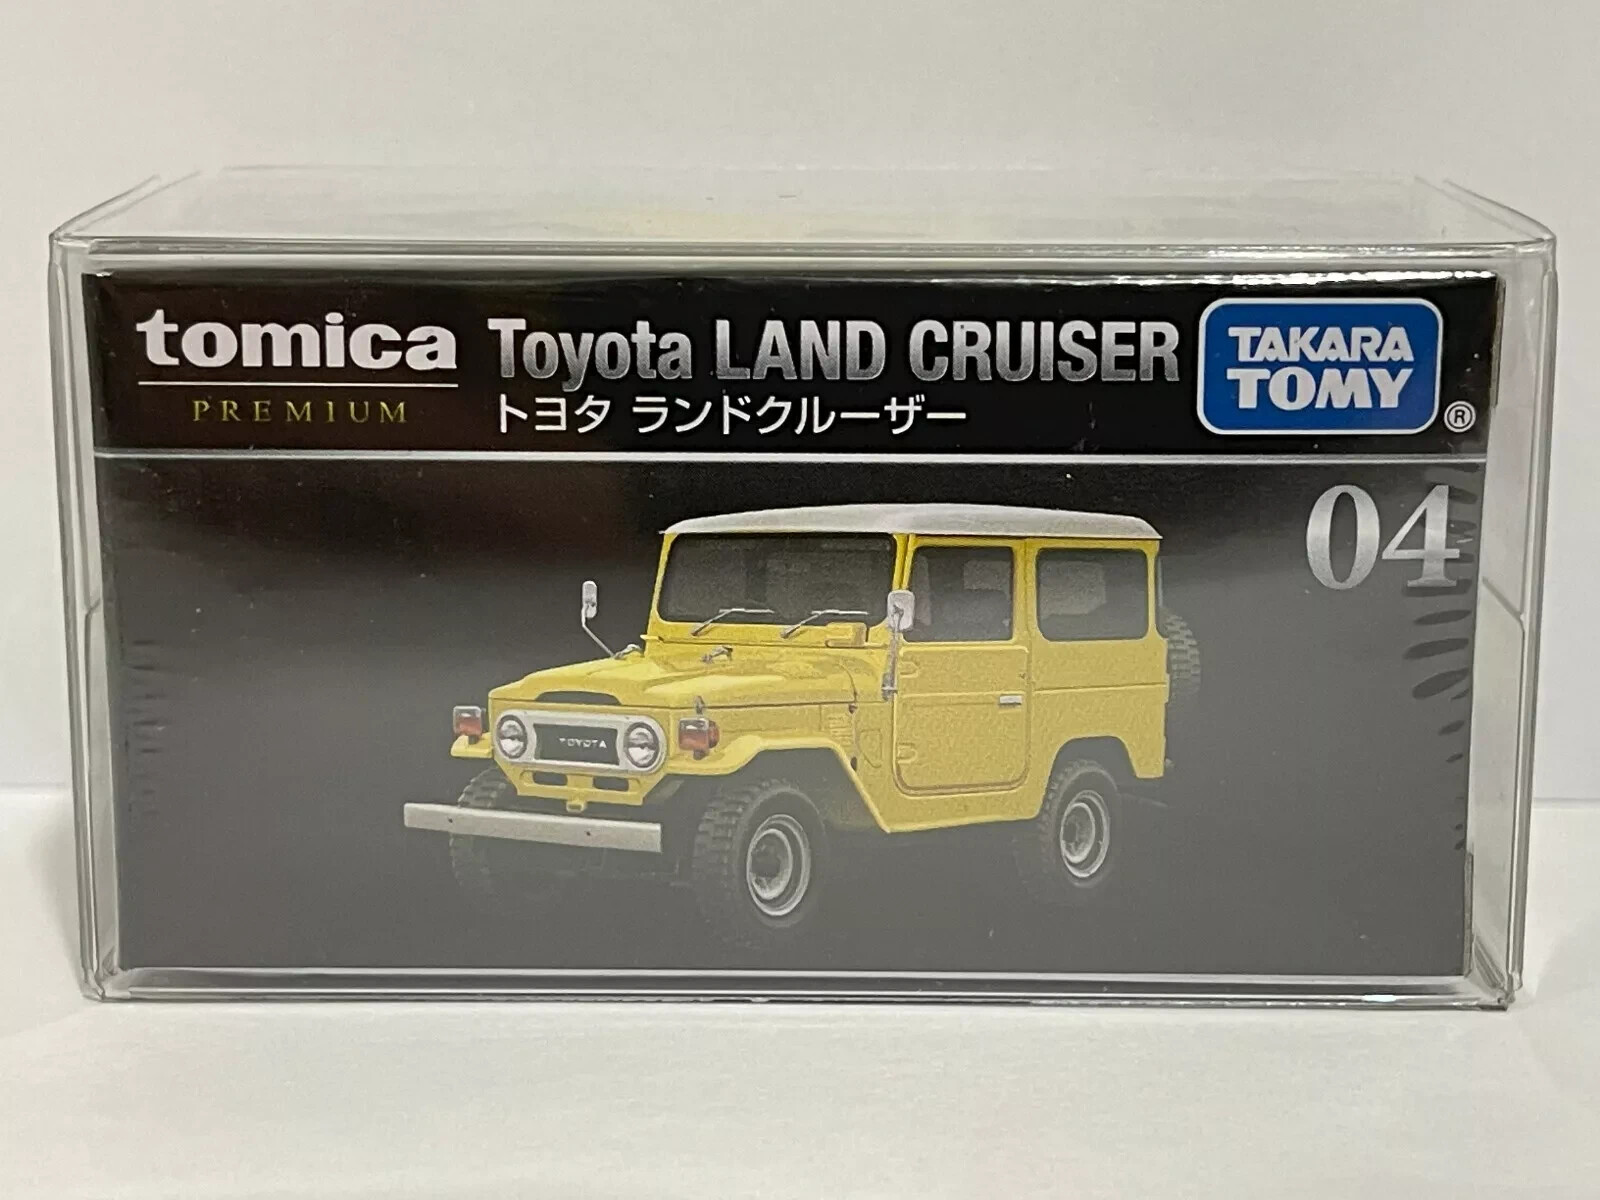 tomica
PREMIUM
Toyota LAND CRUISER
トヨタ ランドクルーザー
TAKARA
TOMY
®
04
TOYOTA